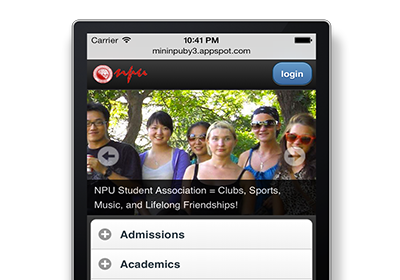 Carrier 10:41 PM
mininpuby3.appspot.com
npu login
NPU Student Association = Clubs, Sports,
Music, and Lifelong Friendships!
Admissions
Academics